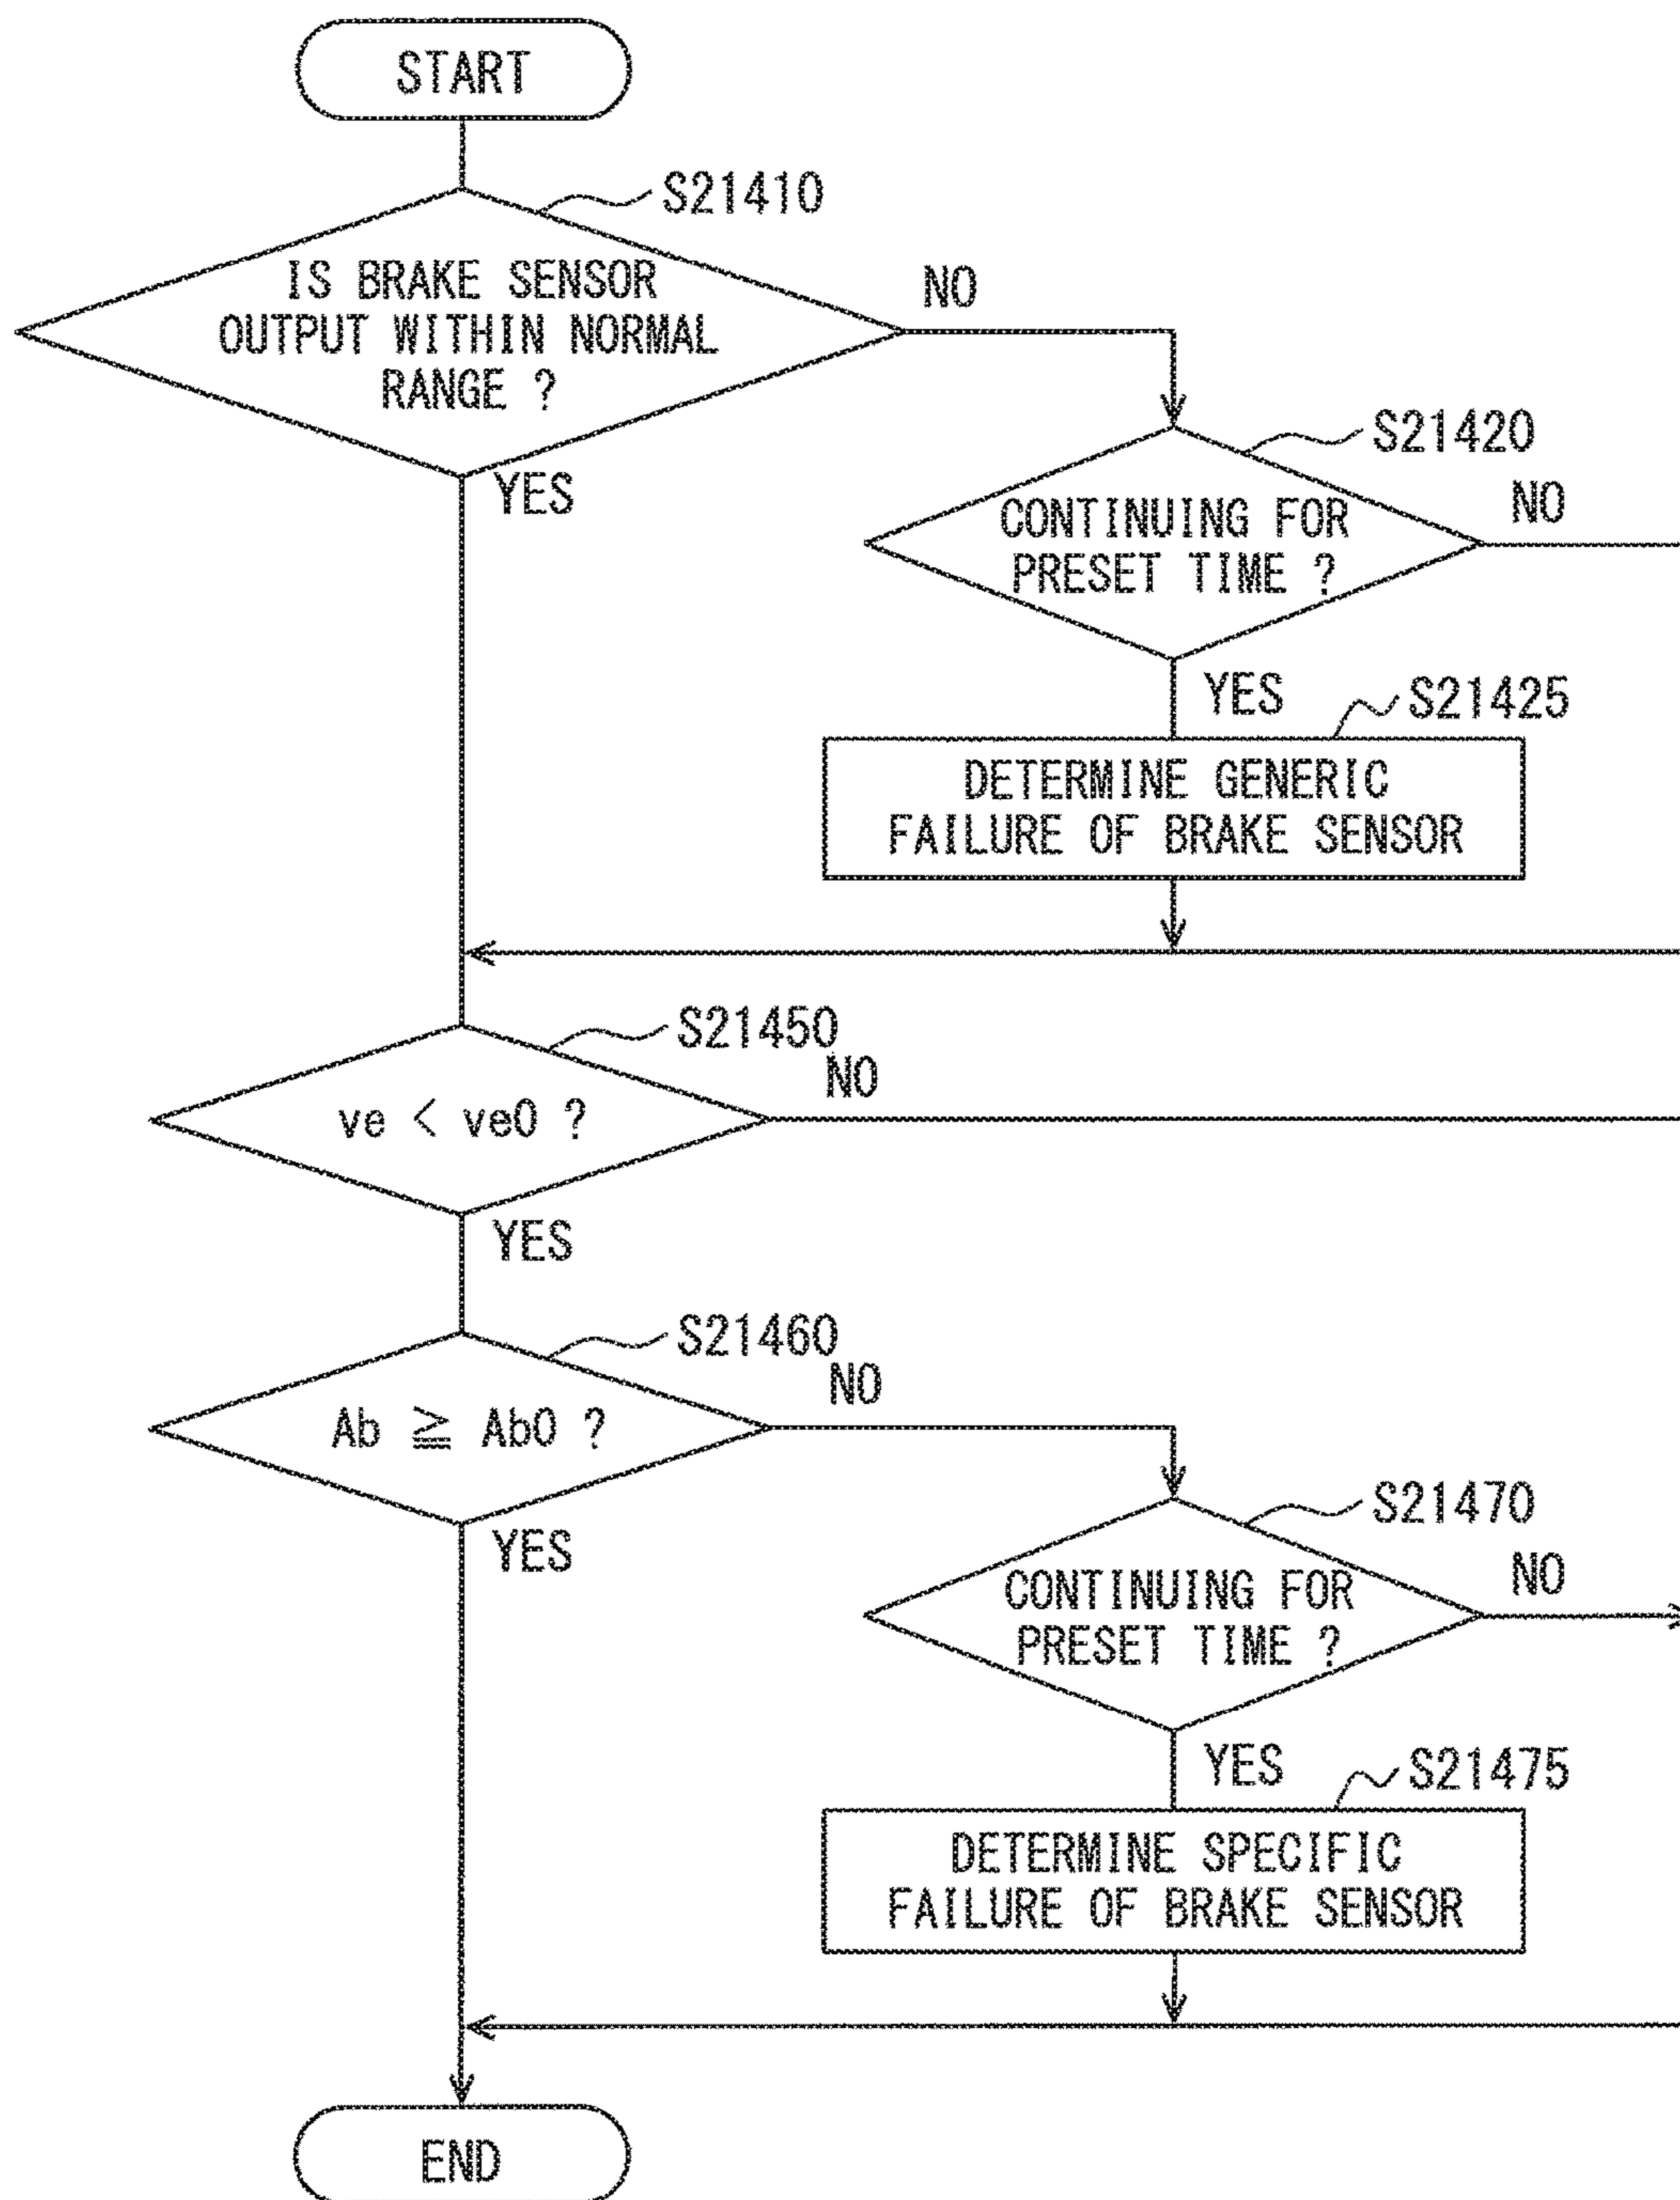 START
S21410
IS BRAKE SENSOR
OUTPUT WITHIN NORMAL
RANGE ?
NO
YES
S21420
CONTINUING FOR
PRESET TIME ?
NO
YES
S21425
DETERMINE GENERIC
FAILURE OF BRAKE SENSOR
S21450
ve < ve0 ?
NO
YES
S21460
Ab ≧ Ab0 ?
NO
YES
S21470
CONTINUING FOR
PRESET TIME ?
NO
YES
S21475
DETERMINE SPECIFIC
FAILURE OF BRAKE SENSOR
END